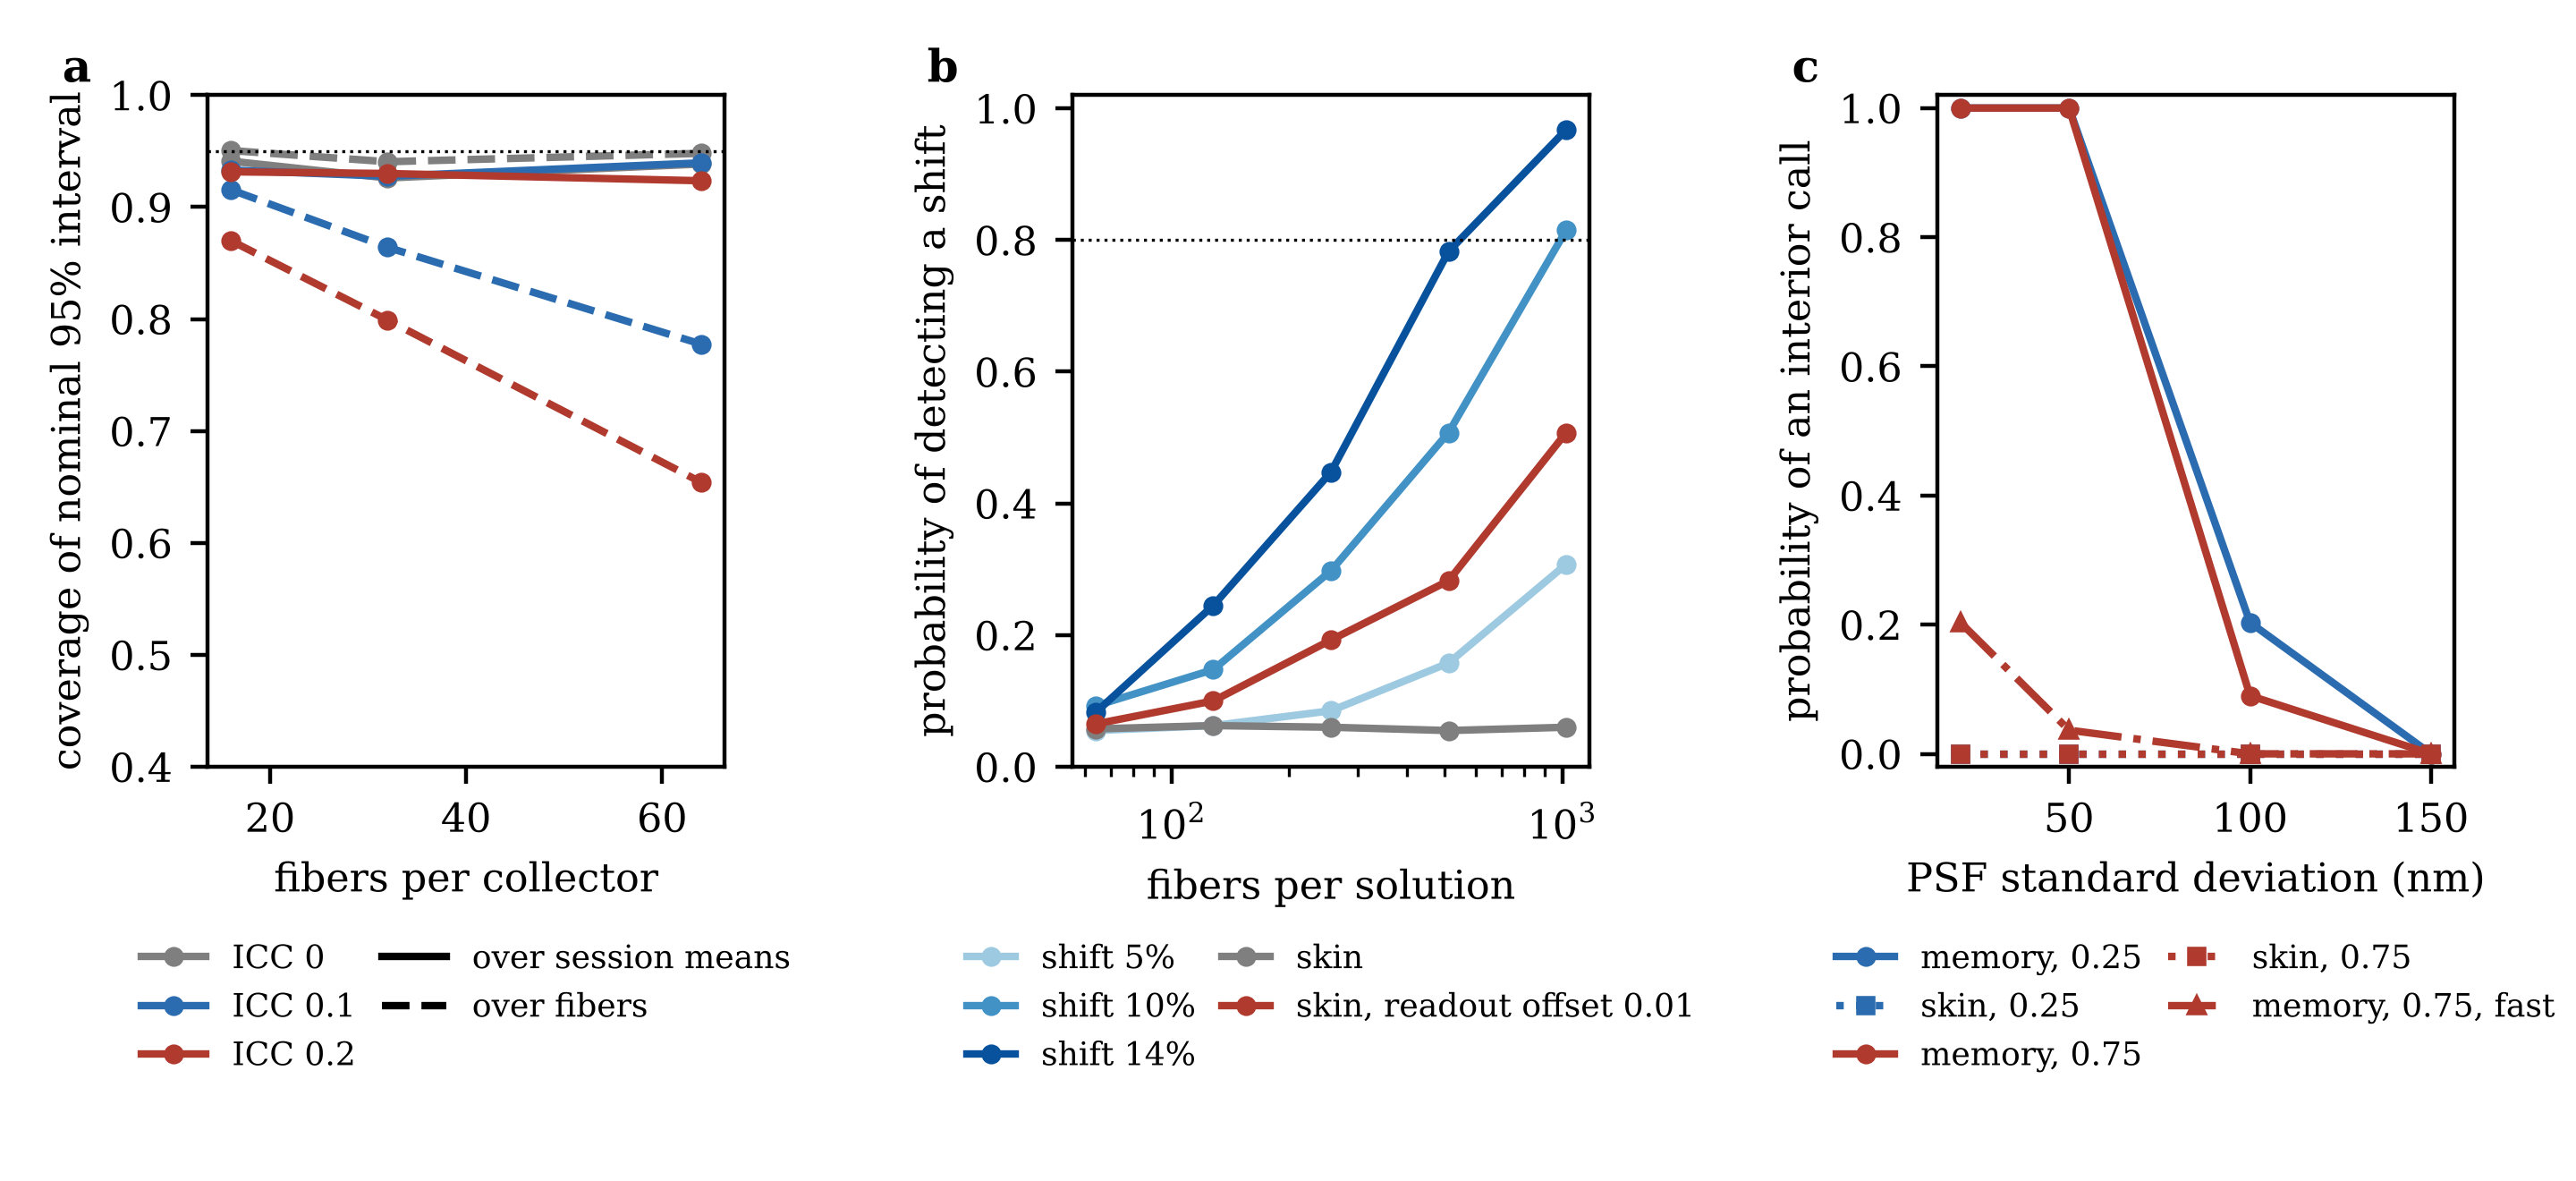 a
coverage of nominal 95% interval
1.0
0.9
0.8
0.7
0.6
0.5
0.4
20 40 60
fibers per collector
ICC 0
ICC 0.1
ICC 0.2
over session means
over fibers
b
probability of detecting a shift
1.0
0.8
0.6
0.4
0.2
0.0
10² 10³
fibers per solution
shift 5%
shift 10%
shift 14%
skin
skin, readout offset 0.01
c
probability of an interior call
1.0
0.8
0.6
0.4
0.2
0.0
50 100 150
PSF standard deviation (nm)
memory, 0.25
skin, 0.25
memory, 0.75
skin, 0.75
memory, 0.75, fast